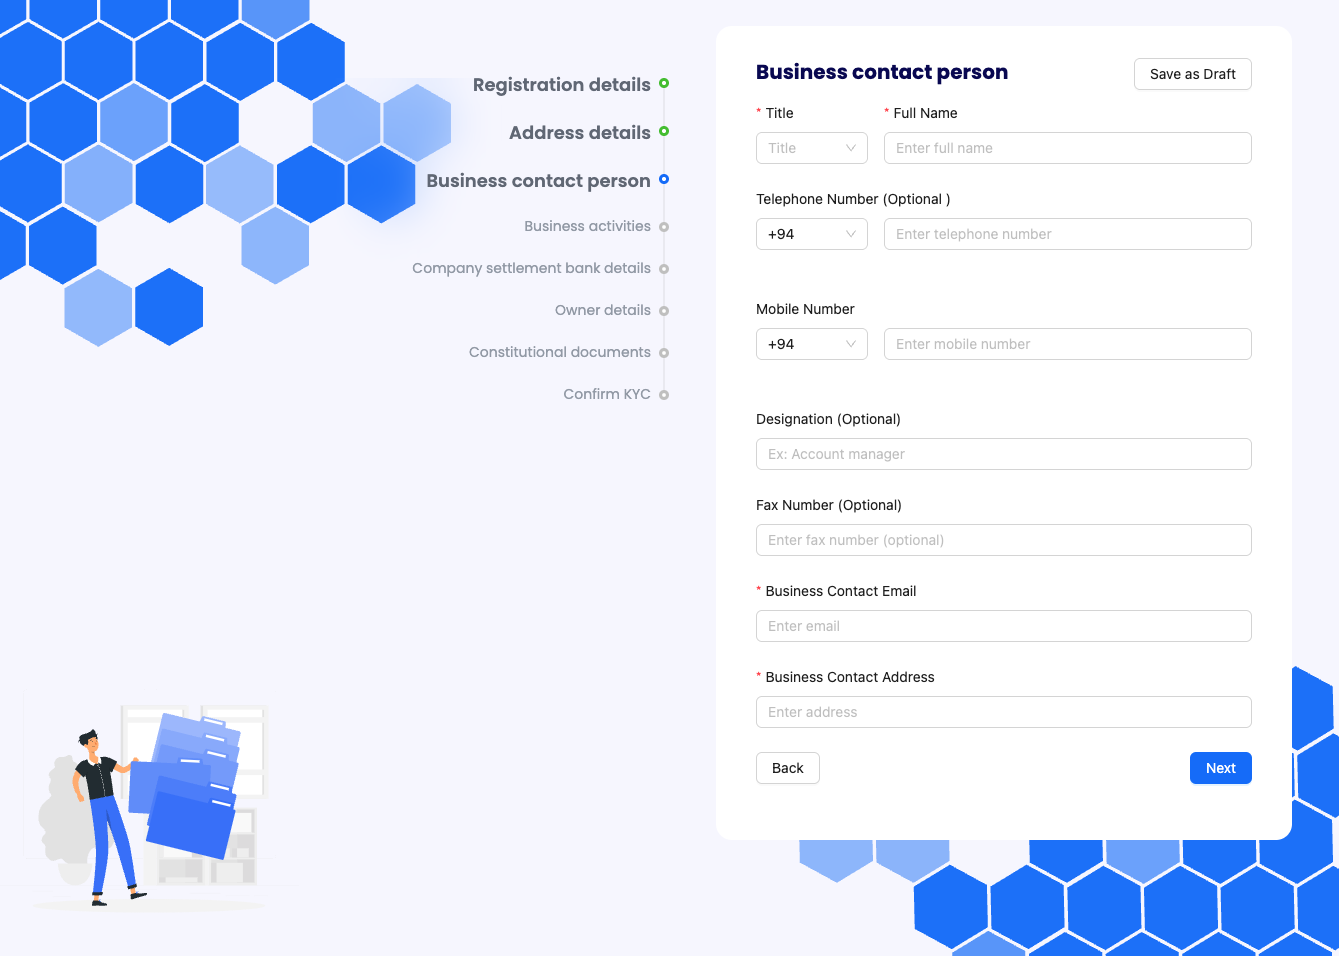 Registration details
Address details
Business contact person
Business activities
Company settlement bank details
Owner details
Constitutional documents
Confirm KYC
Business contact person
Save as Draft
* Title
* Full Name
Title
Enter full name
Telephone Number (Optional )
+94
Enter telephone number
Mobile Number
+94
Enter mobile number
Designation (Optional)
Ex: Account manager
Fax Number (Optional)
Enter fax number (optional)
* Business Contact Email
Enter email
* Business Contact Address
Enter address
Back
Next